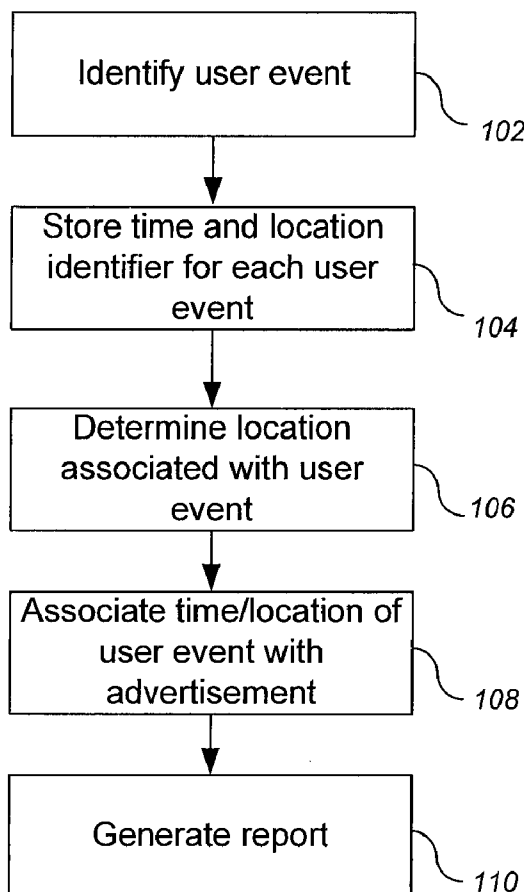 Identify user event
102
Store time and location
identifier for each user
event
104
Determine location
associated with user
event
106
Associate time/location of
user event with
advertisement
108
Generate report
110